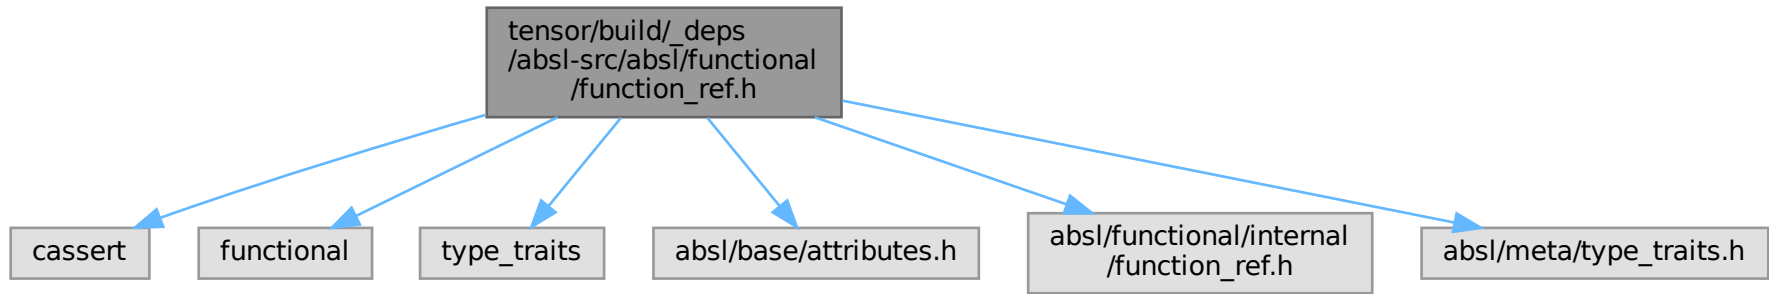 tensor/build/_deps
/absl-src/absl/functional
/function_ref.h
cassert
functional
type_traits
absl/base/attributes.h
absl/functional/internal
/function_ref.h
absl/meta/type_traits.h